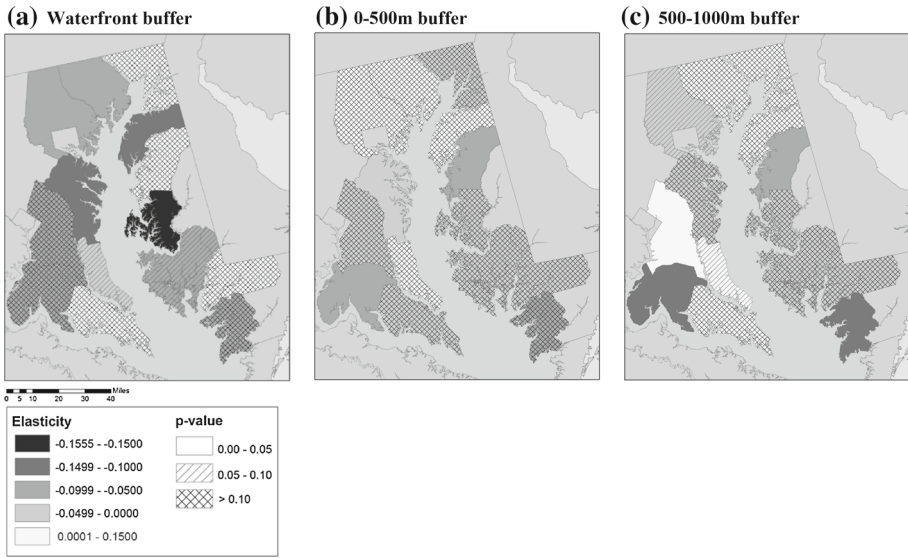 (a) Waterfront buffer
(b) 0-500m buffer
(c) 500-1000m buffer
Miles
0 5 10 20 30 40
Elasticity
-0.1555 - -0.1500
-0.1499 - -0.1000
-0.0999 - -0.0500
-0.0499 - 0.0000
0.0001 - 0.1500
p-value
0.00 - 0.05
0.05 - 0.10
> 0.10